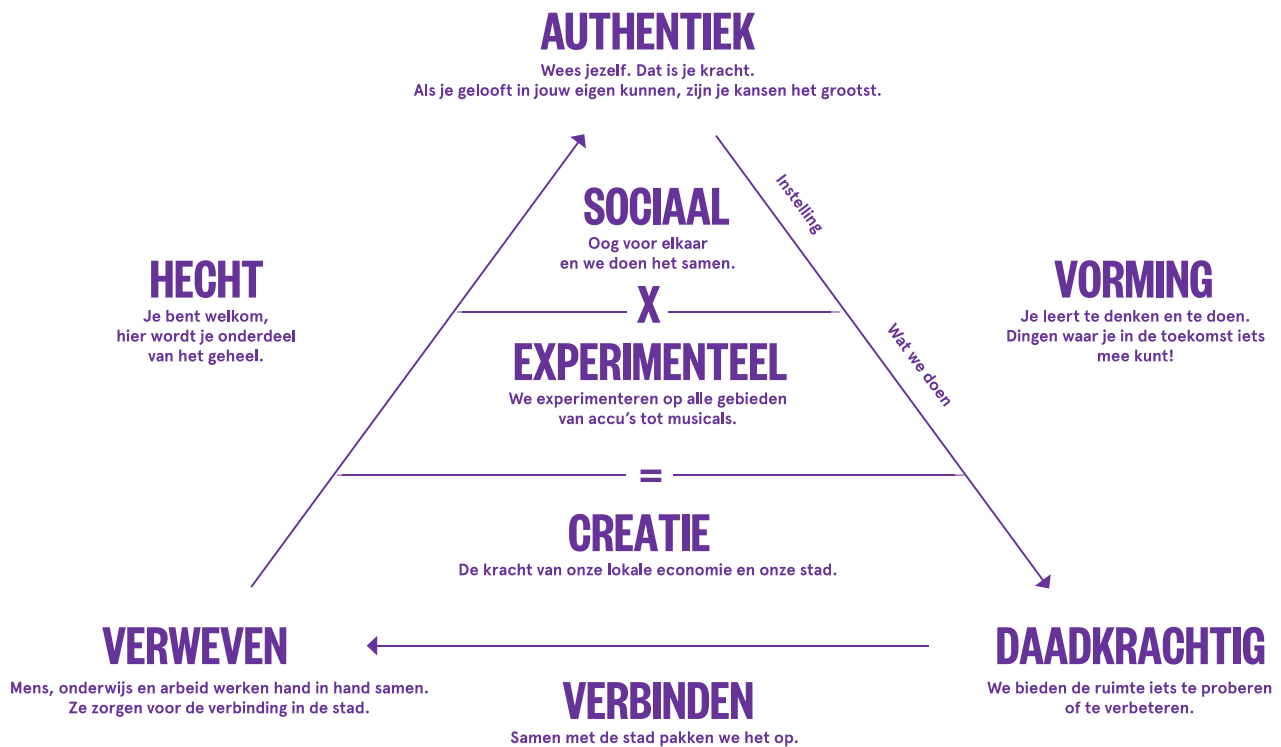 AUTHENTIEK
Wees jezelf. Dat is je kracht.
Als je gelooft in jouw eigen kunnen, zijn je kansen het grootst.
Instelling
SOCIAAL
Oog voor elkaar
en we doen het samen.
HECHT
Je bent welkom,
hier wordt je onderdeel
van het geheel.
X
VORMING
Je leert te denken en te doen.
Dingen waar je in de toekomst iets
mee kunt!
Wat we doen
EXPERIMENTEEL
We experimenteren op alle gebieden
van accu's tot musicals.
=
CREATIE
De kracht van onze lokale economie en onze stad.
VERWEVEN
Mens, onderwijs en arbeid werken hand in hand samen.
Ze zorgen voor de verbinding in de stad.
DAADKRACHTIG
We bieden de ruimte iets te proberen
of te verbeteren.
VERBINDEN
Samen met de stad pakken we het op.